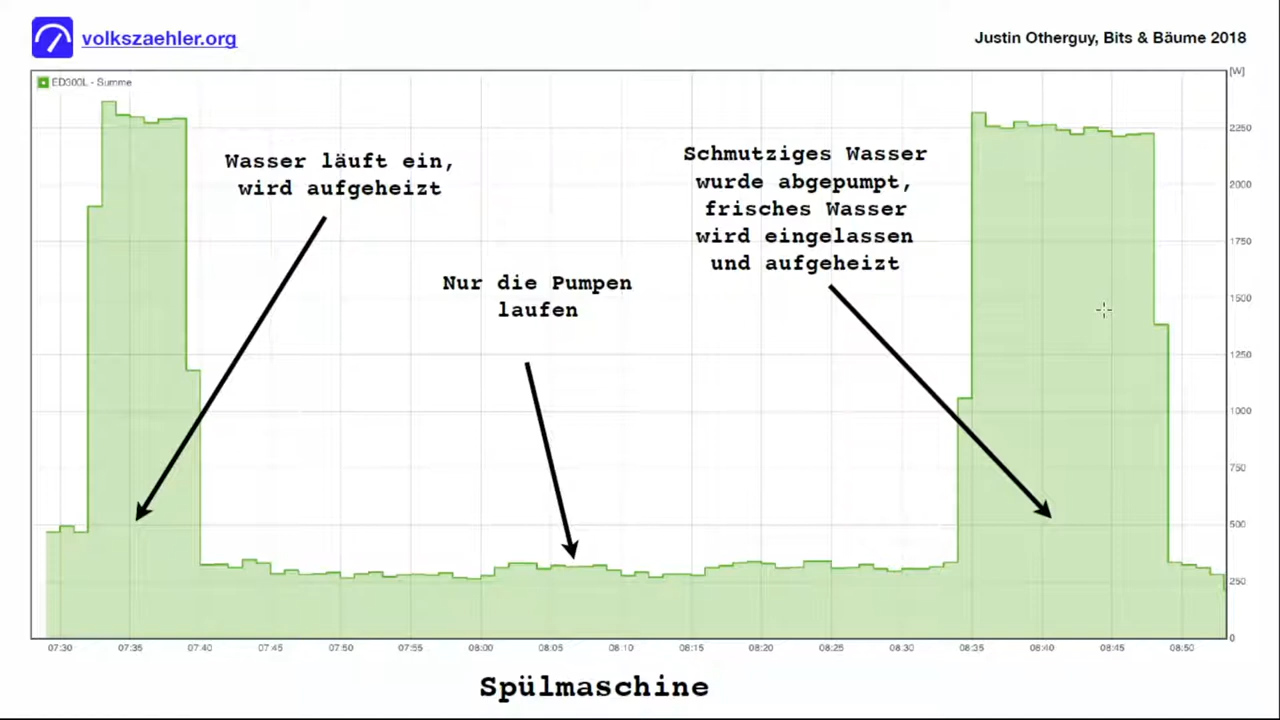 volkszaehler.org
Justin Otherguy, Bits & Bäume 2018
ED300L - Summe
[W]
Wasser läuft ein,
wird aufgeheizt
Nur die Pumpen
laufen
Schmutziges Wasser
wurde abgepumpt,
frisches Wasser
wird eingelassen
und aufgeheizt
2250
2000
1750
1500
1250
1000
750
500
250
0
07:30 07:35 07:40 07:45 07:50 07:55 08:00 08:05 08:10 08:15 08:20 08:25 08:30 08:35 08:40 08:45 08:50
Spülmaschine